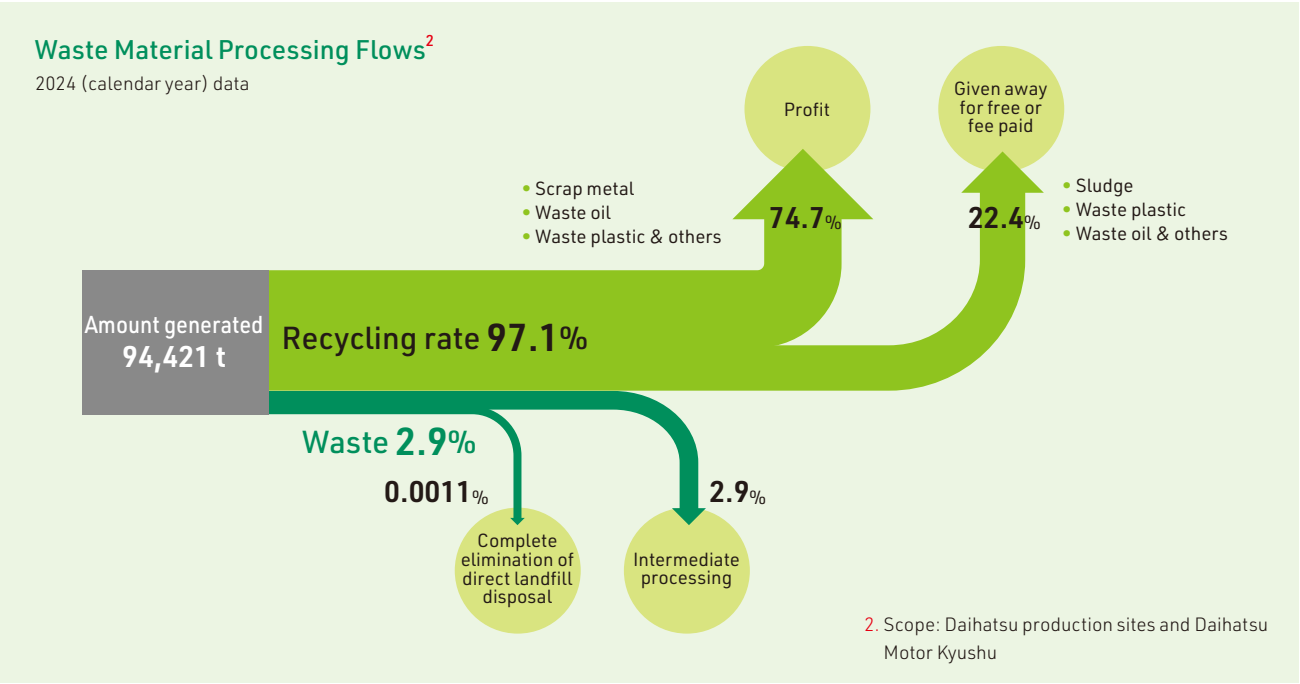 Waste Material Processing Flows2
2024 (calendar year) data
Profit
Given away
for free or
fee paid
• Scrap metal
• Waste oil
• Waste plastic & others
74.7%
22.4%
• Sludge
• Waste plastic
• Waste oil & others
Amount generated
94,421 t
Recycling rate 97.1%
Waste 2.9%
0.0011%
2.9%
Complete
elimination of
direct landfill
disposal
Intermediate
processing
2. Scope: Daihatsu production sites and Daihatsu
Motor Kyushu